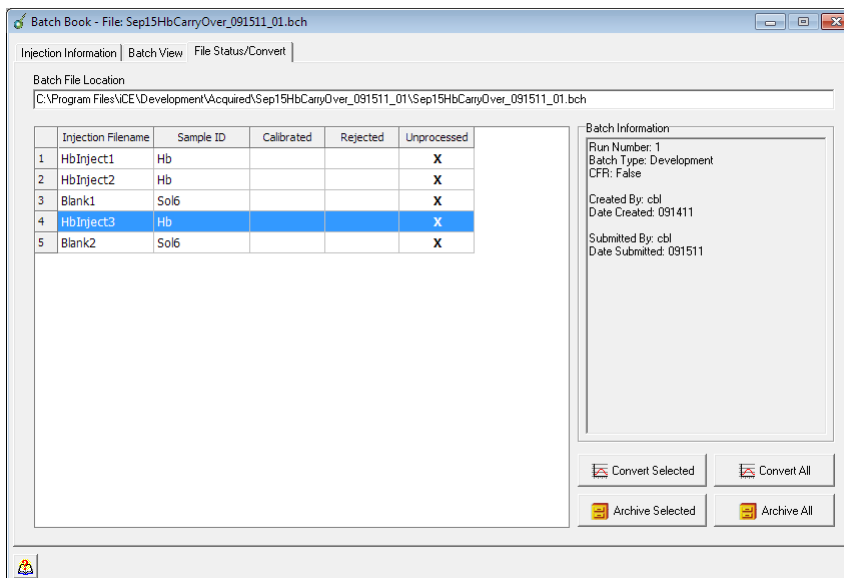 Batch Book - File: Sep15HbCarryOver_091511_01.bch
Injection Information Batch View File Status/Convert
Batch File Location
C:\Program Files\iCE\Development\Acquired\Sep15HbCarryOver_091511_01\Sep15HbCarryOver_091511_01.bch
Injection Filename Sample ID Calibrated Rejected Unprocessed
1 HbInject1 Hb X
2 HbInject2 Hb X
3 Blank1 Sol6 X
4 HbInject3 Hb X
5 Blank2 Sol6 X
Batch Information
Run Number: 1
Batch Type: Development
CFR: False
Created By: cbl
Date Created: 091411
Submitted By: cbl
Date Submitted: 091511
Convert Selected Convert All
Archive Selected Archive All